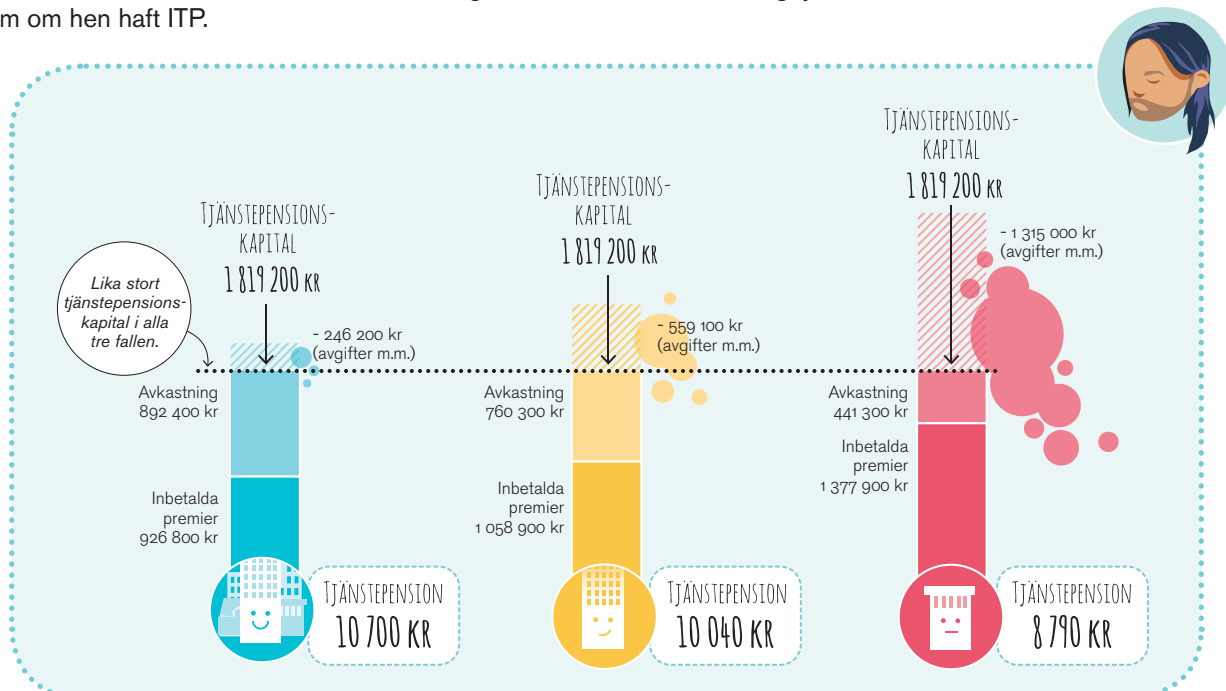 m om hen haft ITP.
Tjänstepensions-
kapital
1 819 200 kr
Tjänstepensions-
kapital
1 819 200 kr
Tjänstepensions-
kapital
1 819 200 kr
Lika stort
tjänstepensions-
kapital i alla
tre fallen.
- 246 200 kr
(avgifter m.m.)
- 559 100 kr
(avgifter m.m.)
- 1 315 000 kr
(avgifter m.m.)
Avkastning
892 400 kr
Inbetalda
premier
926 800 kr
Avkastning
760 300 kr
Inbetalda
premier
1 058 900 kr
Avkastning
441 300 kr
Inbetalda
premier
1 377 900 kr
Tjänstepension
10 700 kr
Tjänstepension
10 040 kr
Tjänstepension
8 790 kr